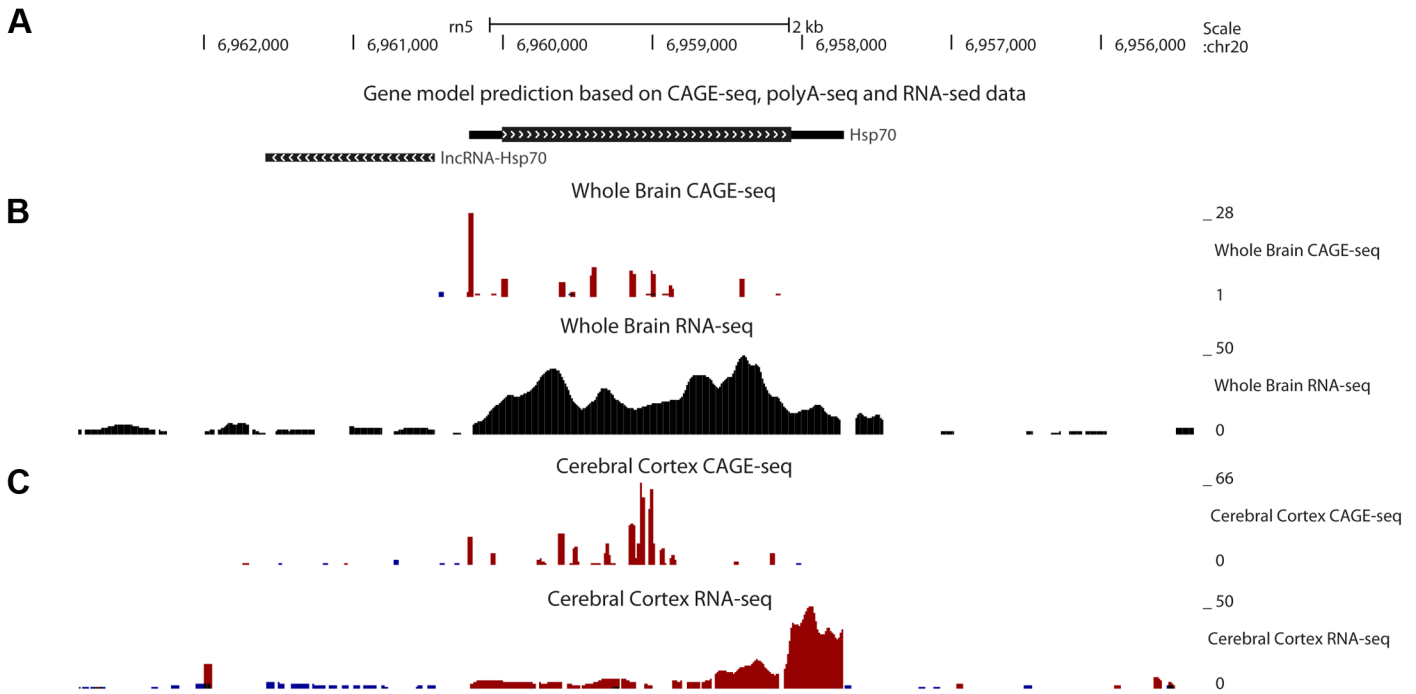 A
rn5 2 kb Scale
6,962,000 6,961,000 6,960,000 6,959,000 6,958,000 6,957,000 6,956,000 :chr20
Gene model prediction based on CAGE-seq, polyA-seq and RNA-sed data
Hsp70
lncRNA-Hsp70
Whole Brain CAGE-seq
B
28
Whole Brain CAGE-seq
1
Whole Brain RNA-seq
50
Whole Brain RNA-seq
0
Cerebral Cortex CAGE-seq
C
66
Cerebral Cortex CAGE-seq
0
Cerebral Cortex RNA-seq
50
Cerebral Cortex RNA-seq
0